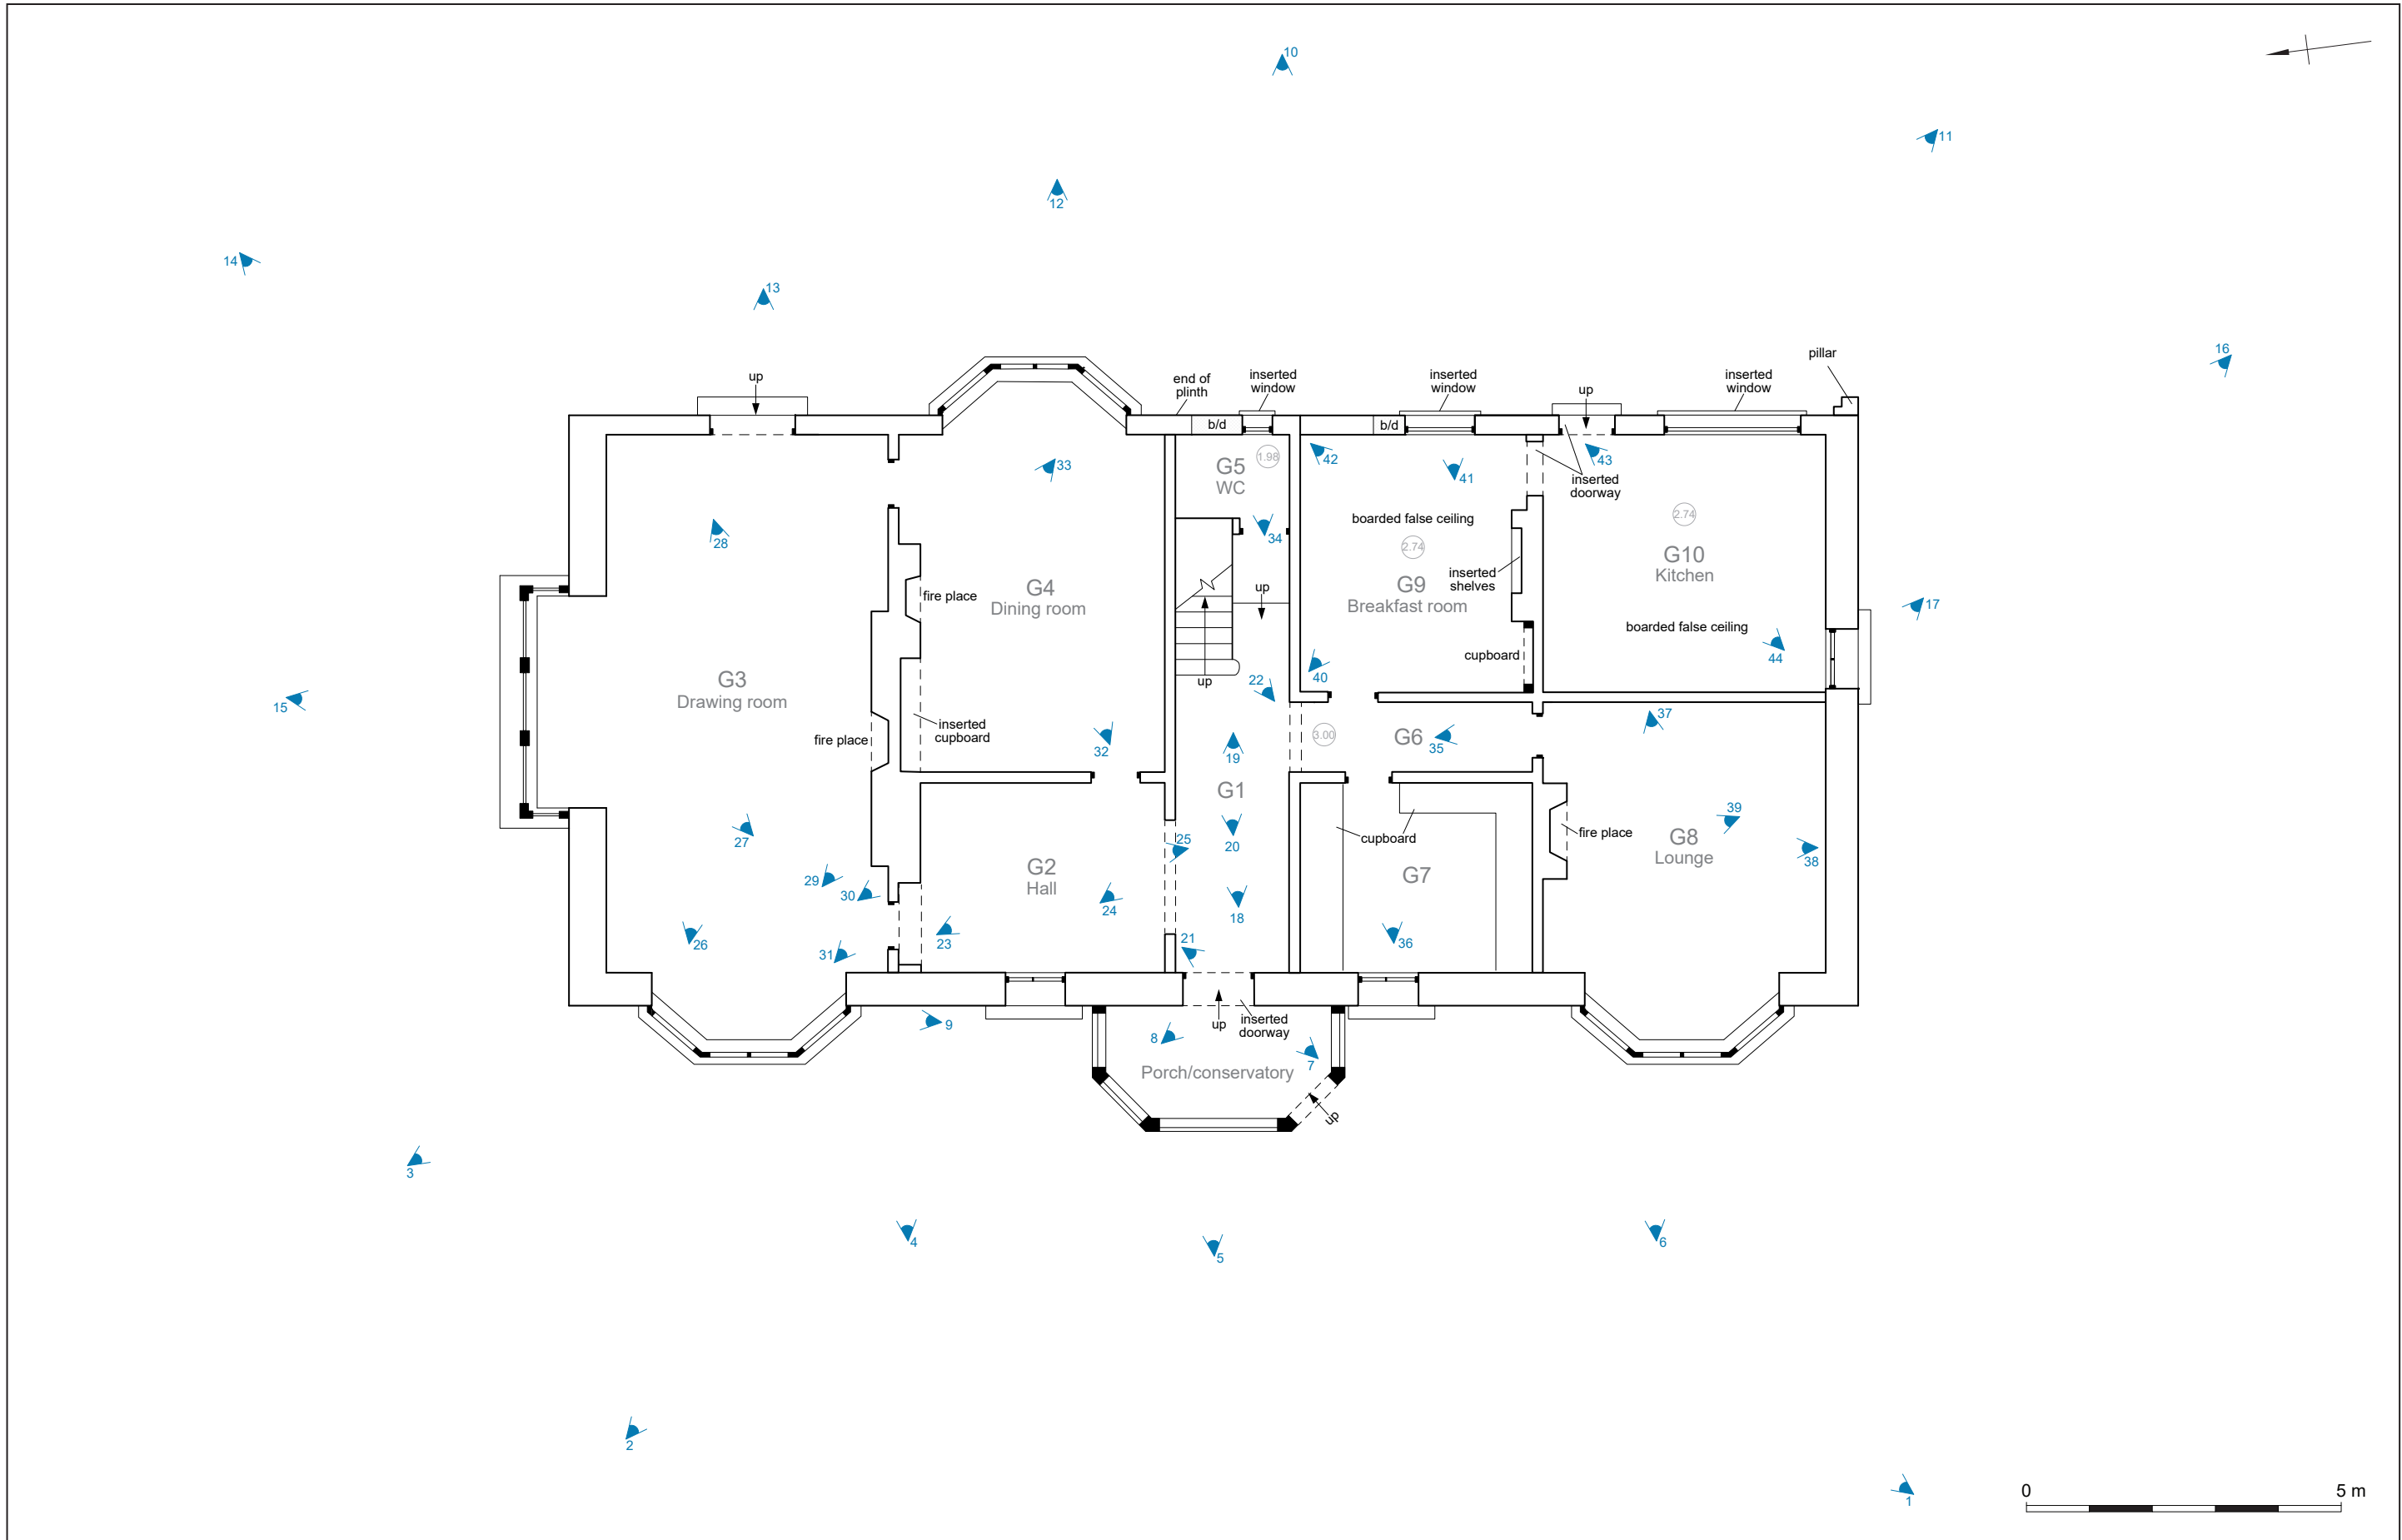 10
11
12
14
13
16
pillar
up
end of
plinth
inserted
window
inserted
window
up
inserted
window
b/d
b/d
G5
WC
1.98
33
42
41
43
inserted
doorway
28
34
boarded false ceiling
2.74
2.74
G10
Kitchen
G4
Dining room
fire place
up
G9
Breakfast room
inserted
shelves
17
boarded false ceiling
G3
Drawing room
up
22
40
cupboard
44
15
inserted
cupboard
fire place
32
19
3.00
G6
35
37
G1
27
25
20
cupboard
39
fire place
G8
Lounge
38
G2
Hall
G7
29
30
24
18
26
31
23
21
36
9
8
up
inserted
doorway
7
Porch/conservatory
up
3
4
5
6
2
1
0
5 m